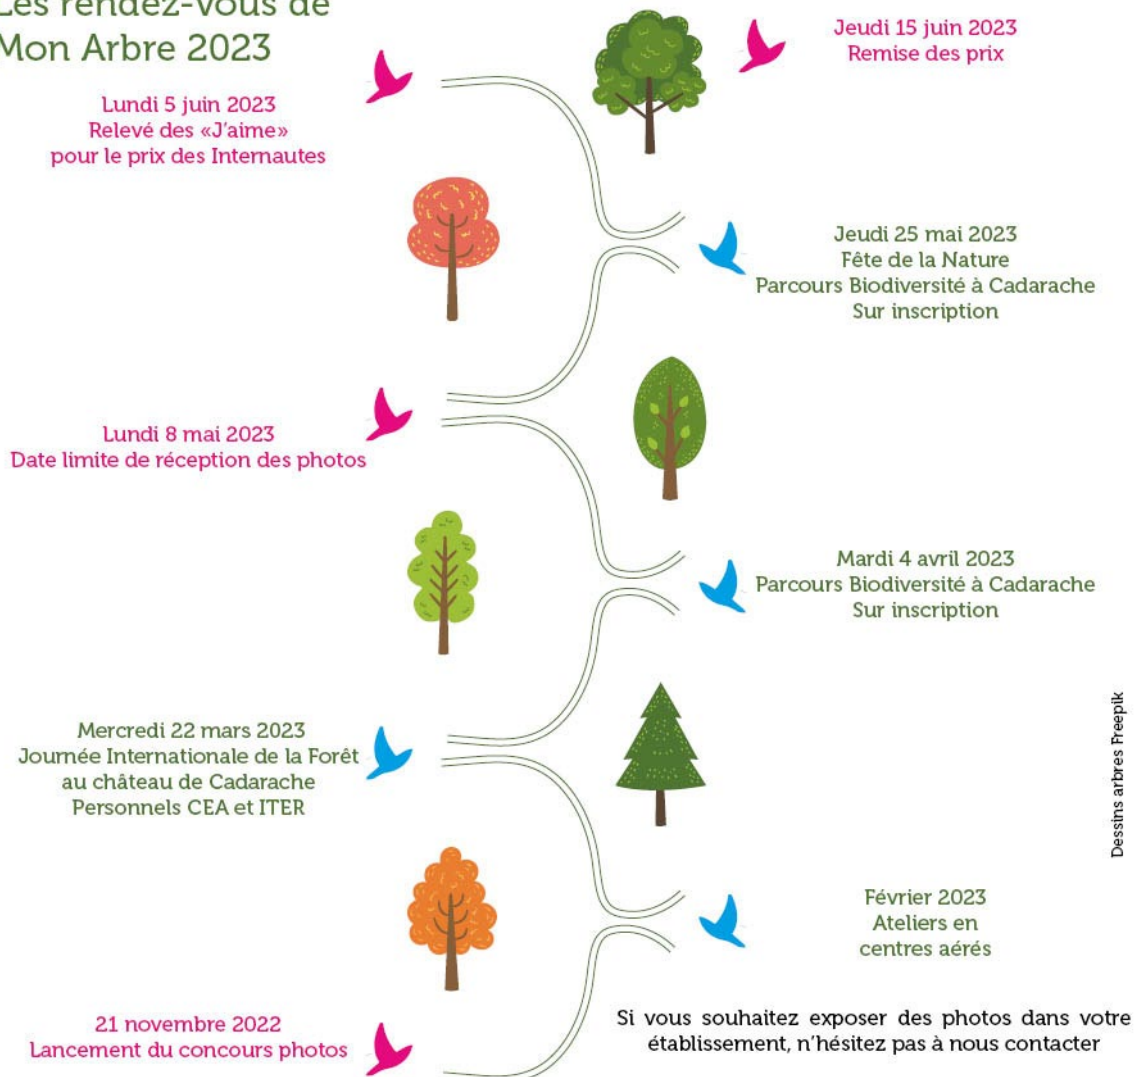 Les rendez-vous de
Mon Arbre 2023
Jeudi 15 juin 2023
Remise des prix
Lundi 5 juin 2023
Relevé des «J'aime»
pour le prix des Internautes
Jeudi 25 mai 2023
Fête de la Nature
Parcours Biodiversité à Cadarache
Sur inscription
Lundi 8 mai 2023
Date limite de réception des photos
Mardi 4 avril 2023
Parcours Biodiversité à Cadarache
Sur inscription
Mercredi 22 mars 2023
Journée Internationale de la Forêt
au château de Cadarache
Personnels CEA et ITER
Dessins arbres Freepik
Février 2023
Ateliers en
centres aérés
21 novembre 2022
Lancement du concours photos
Si vous souhaitez exposer des photos dans votre
établissement, n'hésitez pas à nous contacter